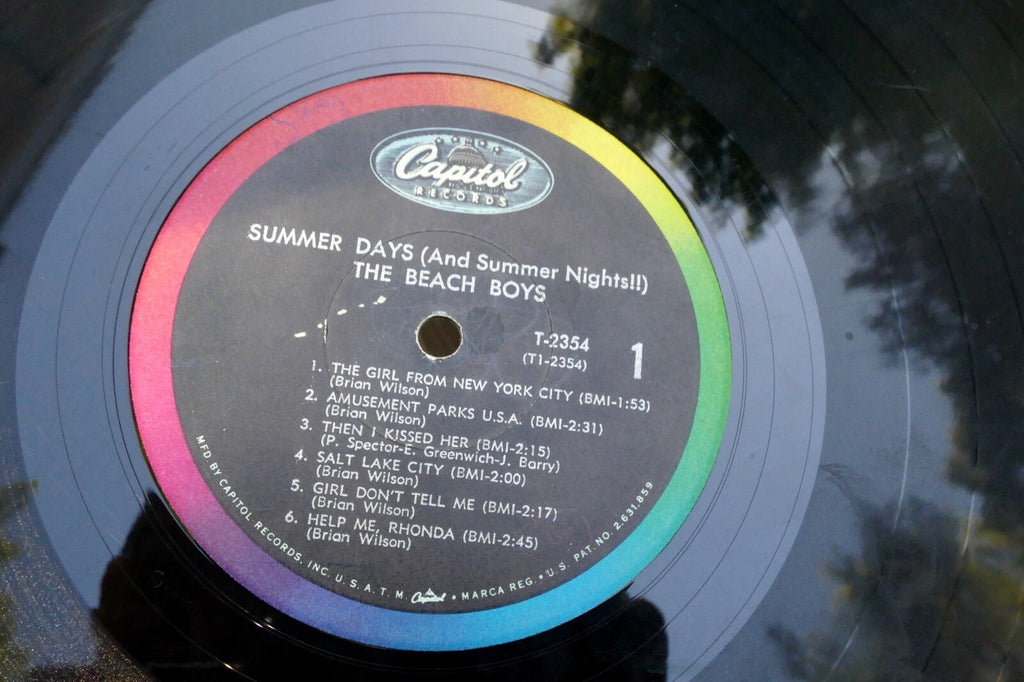 Capitol
RECORDS
SUMMER DAYS (And Summer Nights!!)
THE BEACH BOYS
T-2354
(T1-2354)
1
1. THE GIRL FROM NEW YORK CITY (BMI-1:53)
(Brian Wilson)
2. AMUSEMENT PARKS U.S.A. (BMI-2:31)
(Brian Wilson)
3. THEN I KISSED HER (BMI-2:15)
(P. Spector-E. Greenwich-J. Barry)
4. SALT LAKE CITY (BMI-2:00)
(Brian Wilson)
5. GIRL DON'T TELL ME (BMI-2:17)
(Brian Wilson)
6. HELP ME, RHONDA (BMI-2:45)
(Brian Wilson)
MFD BY CAPITOL RECORDS, INC. U.S.A. T.M. Capitol • MARCA REG. • U.S. PAT. NO. 2,631,859